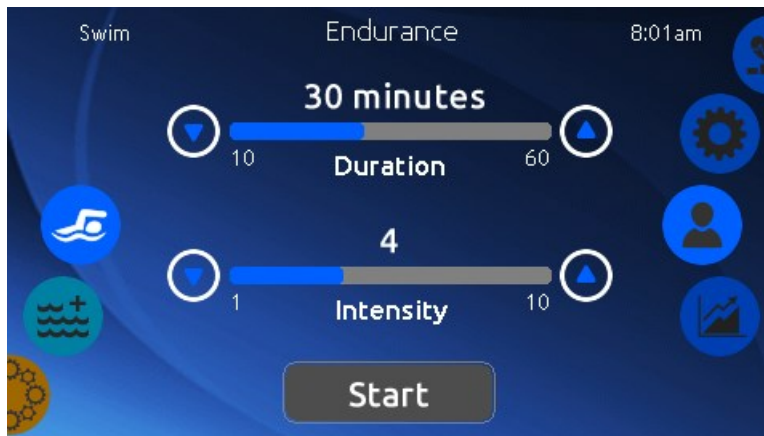 Swim
Endurance
8:01am
30 minutes
10
Duration
60
4
1
Intensity
10
Start